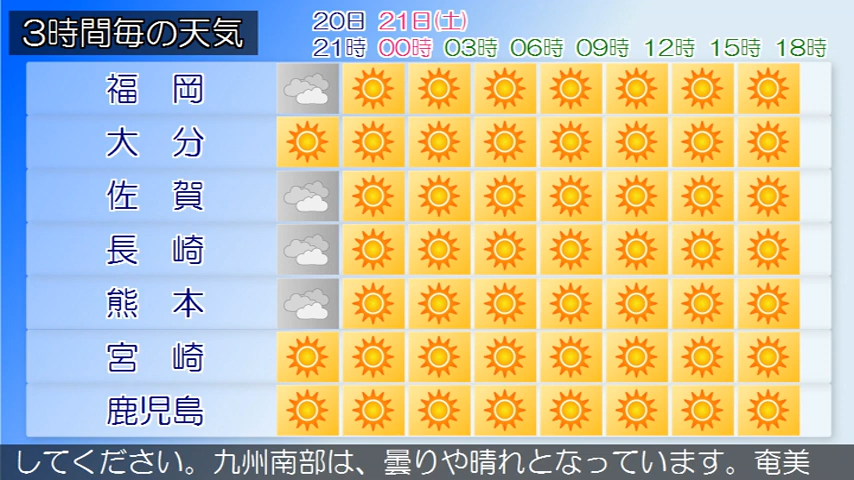 3時間毎の天気
20日 21日(土)
21時 00時 03時 06時 09時 12時 15時 18時
福岡
大分
佐賀
長崎
熊本
宮崎
鹿児島
してください。九州南部は、曇りや晴れとなっています。奄美